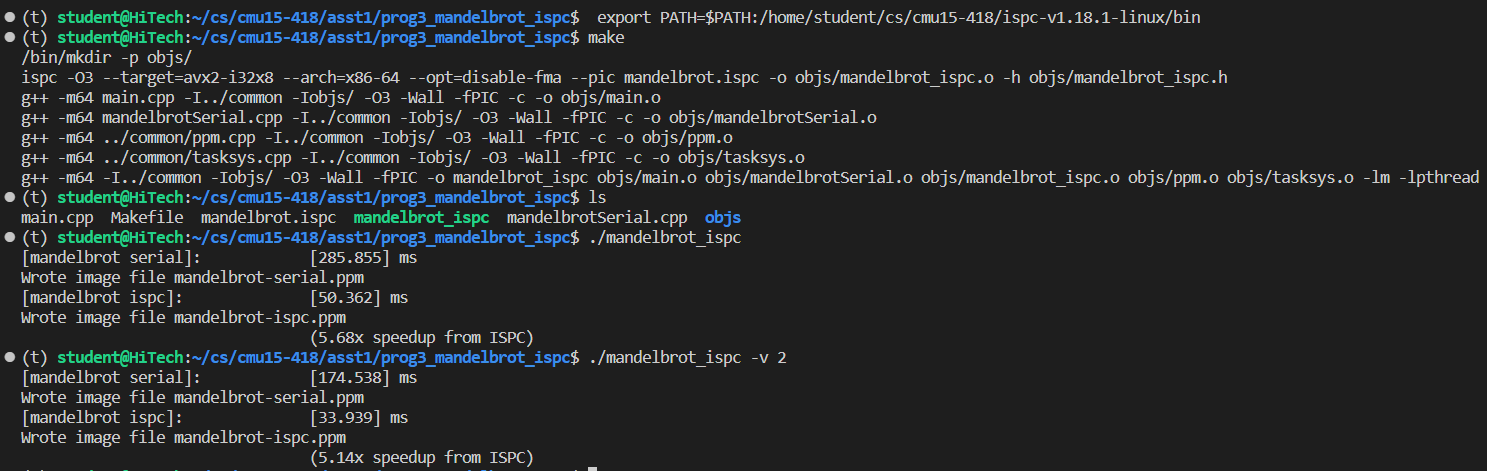 (t) student@HiTech:~/cs/cmu15-418/asst1/prog3_mandelbrot_ispc$  export PATH=$PATH:/home/student/cs/cmu15-418/ispc-v1.18.1-linux/bin
(t) student@HiTech:~/cs/cmu15-418/asst1/prog3_mandelbrot_ispc$ make
/bin/mkdir -p objs/
ispc -O3 --target=avx2-i32x8 --arch=x86-64 --opt=disable-fma --pic mandelbrot.ispc -o objs/mandelbrot_ispc.o -h objs/mandelbrot_ispc.h
g++ -m64 main.cpp -I../common -Iobjs/ -O3 -Wall -fPIC -c -o objs/main.o
g++ -m64 mandelbrotSerial.cpp -I../common -Iobjs/ -O3 -Wall -fPIC -c -o objs/mandelbrotSerial.o
g++ -m64 ../common/ppm.cpp -I../common -Iobjs/ -O3 -Wall -fPIC -c -o objs/ppm.o
g++ -m64 ../common/tasksys.cpp -I../common -Iobjs/ -O3 -Wall -fPIC -c -o objs/tasksys.o
g++ -m64 -I../common -Iobjs/ -O3 -Wall -fPIC -o mandelbrot_ispc objs/main.o objs/mandelbrotSerial.o objs/mandelbrot_ispc.o objs/ppm.o objs/tasksys.o -lm -lpthread
(t) student@HiTech:~/cs/cmu15-418/asst1/prog3_mandelbrot_ispc$ ls
main.cpp  Makefile  mandelbrot.ispc  mandelbrot_ispc  mandelbrotSerial.cpp  objs
(t) student@HiTech:~/cs/cmu15-418/asst1/prog3_mandelbrot_ispc$ ./mandelbrot_ispc
[mandelbrot serial]:           [285.855] ms
Wrote image file mandelbrot-serial.ppm
[mandelbrot ispc]:             [50.362] ms
Wrote image file mandelbrot-ispc.ppm
                               (5.68x speedup from ISPC)
(t) student@HiTech:~/cs/cmu15-418/asst1/prog3_mandelbrot_ispc$ ./mandelbrot_ispc -v 2
[mandelbrot serial]:           [174.538] ms
Wrote image file mandelbrot-serial.ppm
[mandelbrot ispc]:             [33.939] ms
Wrote image file mandelbrot-ispc.ppm
                               (5.14x speedup from ISPC)